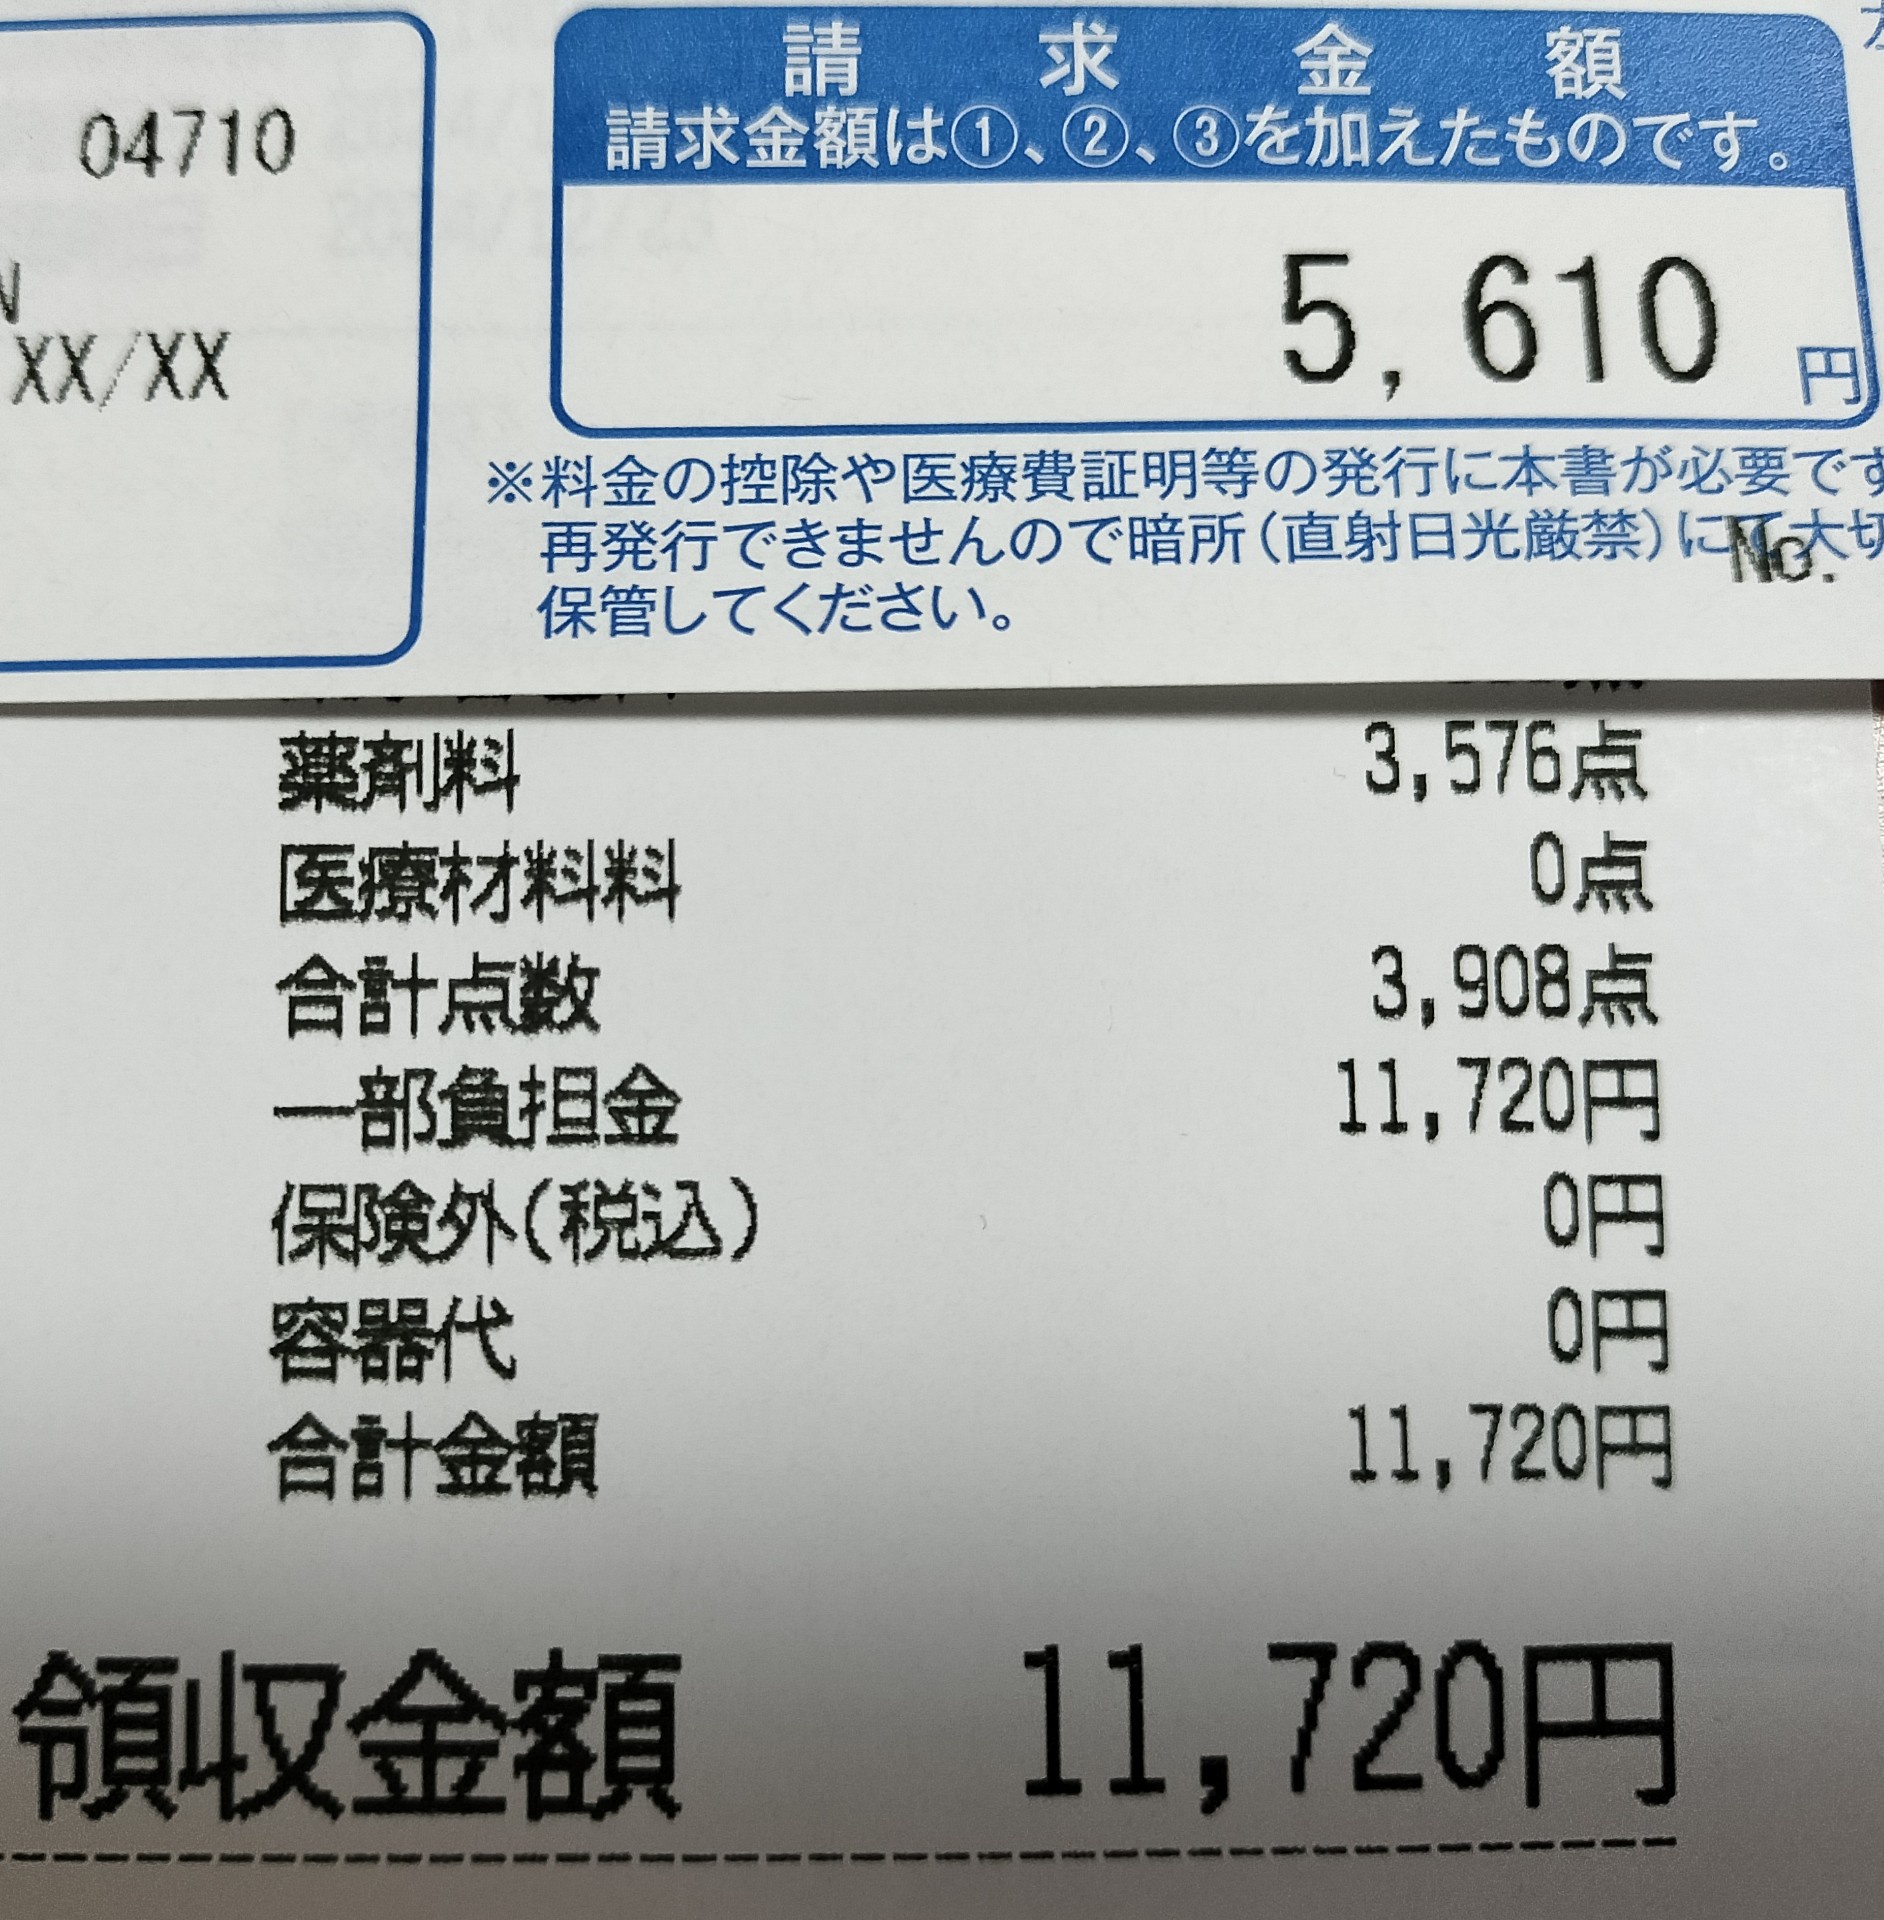 04710
XX/XX
請求金額
請求金額は①、②、③を加えたものです。
5,610円
※料金の控除や医療費証明等の発行に本書が必要です
再発行できませんので暗所(直射日光厳禁)にて大切
No.
保管してください。
薬剤料 3,576点
医療材料料 0点
合計点数 3,908点
一部負担金 11,720円
保険外(税込) 0円
容器代 0円
合計金額 11,720円
領収金額 11,720円